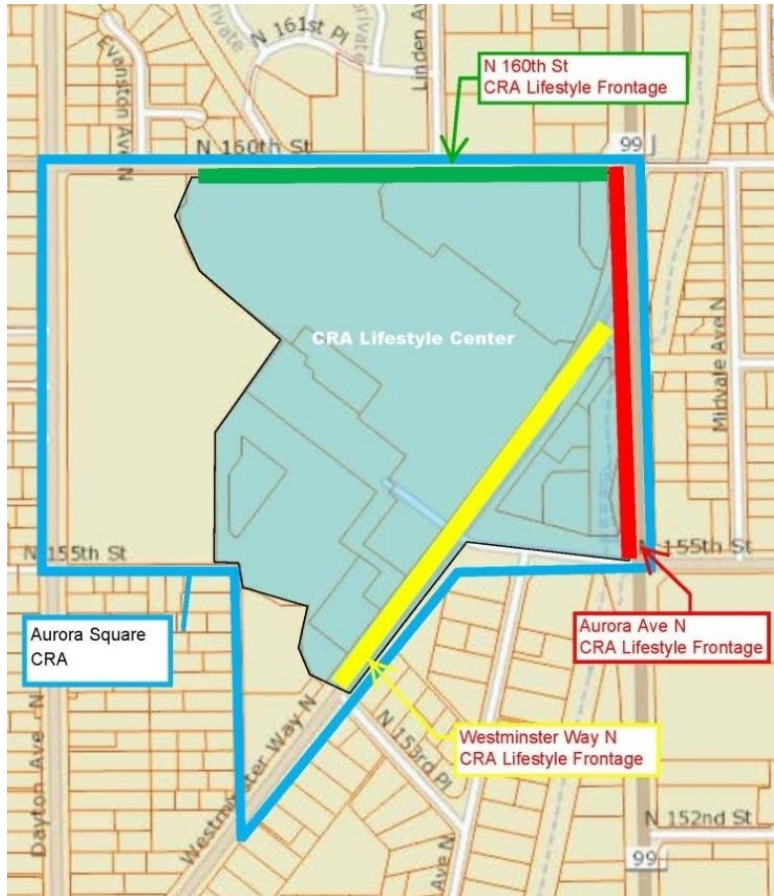 private
Private
N 161st Pl
Linden Av
Evanston Ave N
N 160th St
CRA Lifestyle Frontage
N 160th St
99
CRA Lifestyle Center
Midvale Ave N
N 155th St
N 155th St
Aurora Square
CRA
Aurora Ave N
CRA Lifestyle Frontage
Westminster Way N
CRA Lifestyle Frontage
Dayton Ave N
Westminster Way N
N 153rd Pl
N 152nd St
Ave N
99